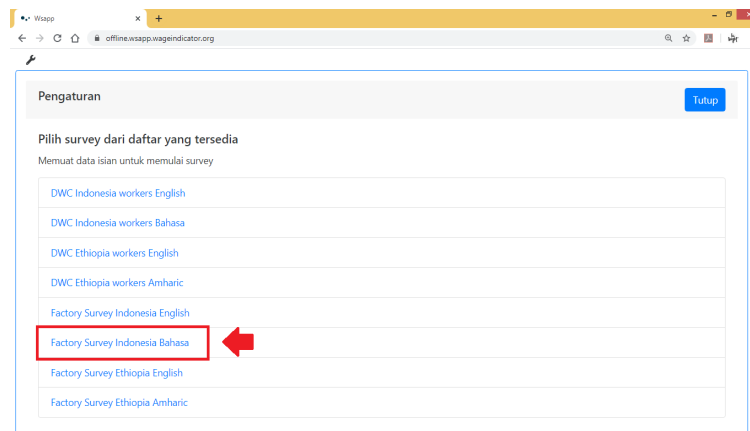 Wsapp
offline.wsapp.wageindicator.org
Pengaturan
Tutup
Pilih survey dari daftar yang tersedia
Memuat data isian untuk memulai survey
DWC Indonesia workers English
DWC Indonesia workers Bahasa
DWC Ethiopia workers English
DWC Ethiopia workers Amharic
Factory Survey Indonesia English
Factory Survey Indonesia Bahasa
Factory Survey Ethiopia English
Factory Survey Ethiopia Amharic